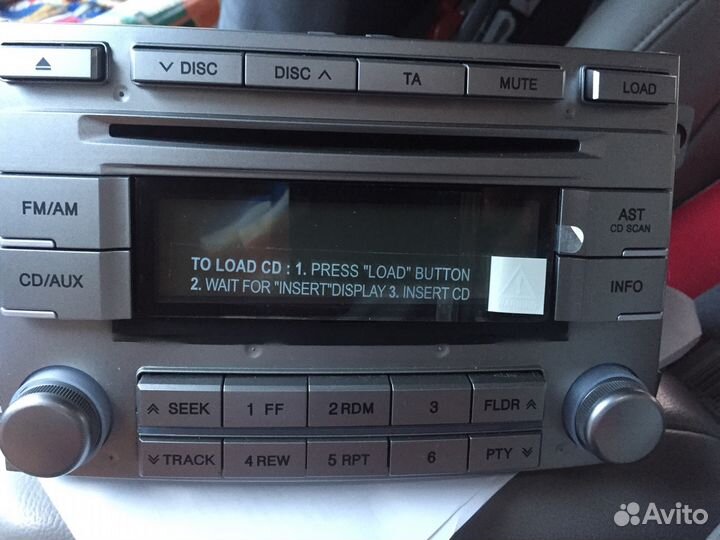 DISC
DISC
TA
MUTE
LOAD
FM/AM
AST
CD SCAN
CD/AUX
INFO
TO LOAD CD : 1. PRESS "LOAD" BUTTON
2. WAIT FOR "INSERT"DISPLAY 3. INSERT CD
SEEK
1 FF
2 RDM
3
FLDR
TRACK
4 REW
5 RPT
6
PTY
Avito